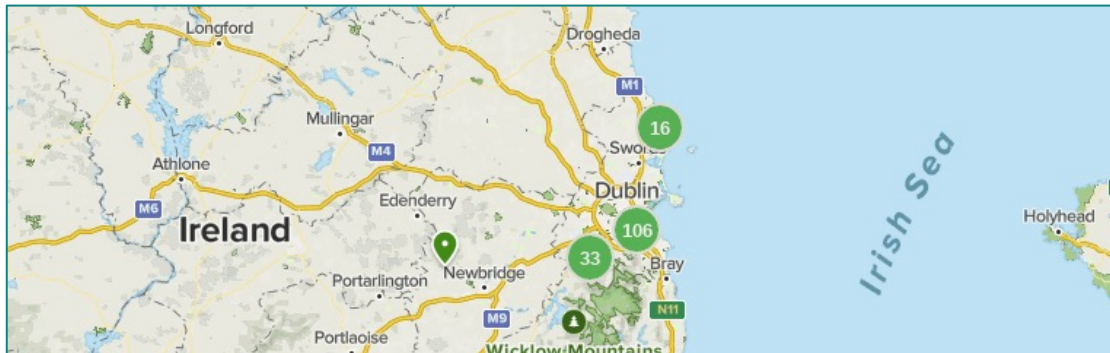 Longford
Drogheda
M1
Mullingar
16
Swords
M4
Athlone
Dublin
Edenderry
M6
Holyhead
Ireland
106
Irish Sea
33
Bray
Newbridge
Portarlington
N11
M9
Portlaoise
Wicklow Mountains